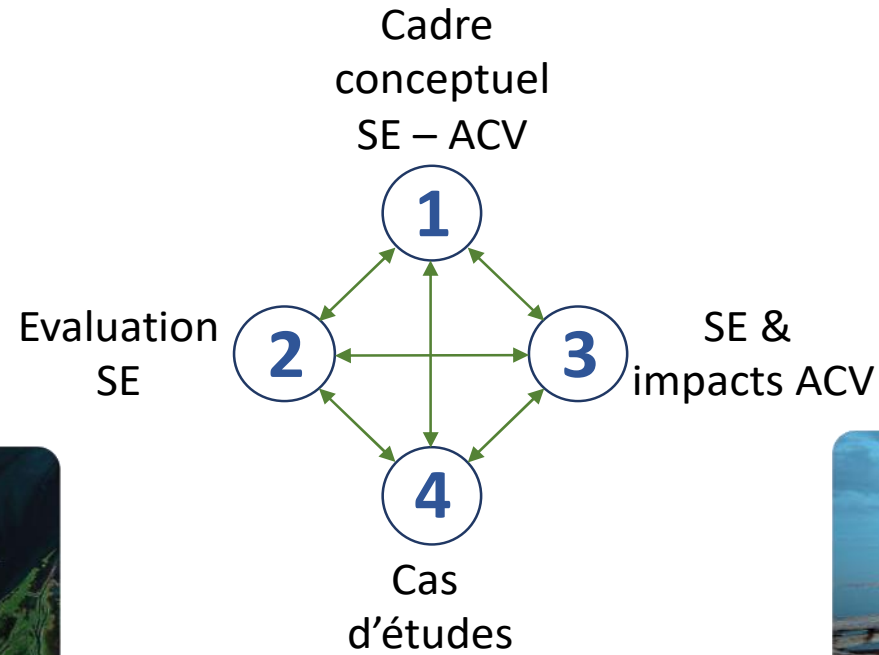 Cadre
conceptuel
SE – ACV
1
Evaluation
SE
2
3
SE &
impacts ACV
4
Cas
d'études